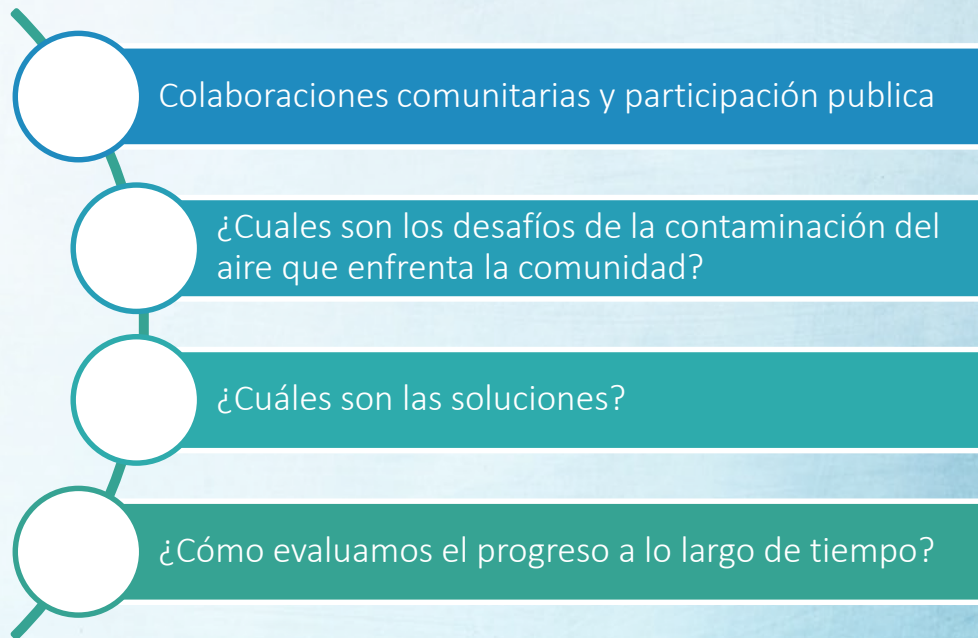 Colaboraciones comunitarias y participación publica
¿Cuales son los desafíos de la contaminación del
aire que enfrenta la comunidad?
¿Cuáles son las soluciones?
¿Cómo evaluamos el progreso a lo largo de tiempo?